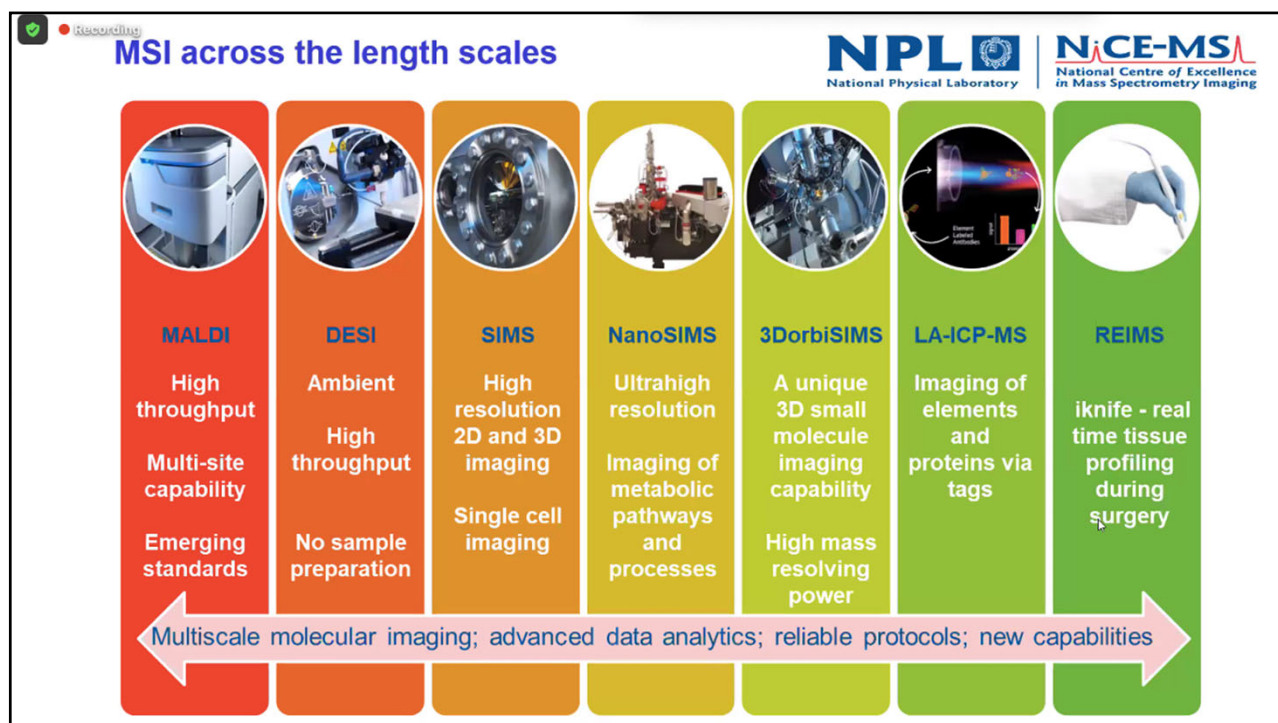 Recording
MSI across the length scales
NPL
National Physical Laboratory
NiCE-MSI
National Centre of Excellence
in Mass Spectrometry Imaging
MALDI
High
throughput
Multi-site
capability
Emerging
standards
DESI
Ambient
High
throughput
No sample
preparation
SIMS
High
resolution
2D and 3D
imaging
Single cell
imaging
NanoSIMS
Ultrahigh
resolution
Imaging of
metabolic
pathways
and
processes
3DorbiSIMS
A unique
3D small
molecule
imaging
capability
High mass
resolving
power
Element
Labeled
Antibodies
signal
LA-ICP-MS
Imaging of
elements
and
proteins via
tags
REIMS
iknife - real
time tissue
profiling
during
surgery
Multiscale molecular imaging; advanced data analytics; reliable protocols; new capabilities